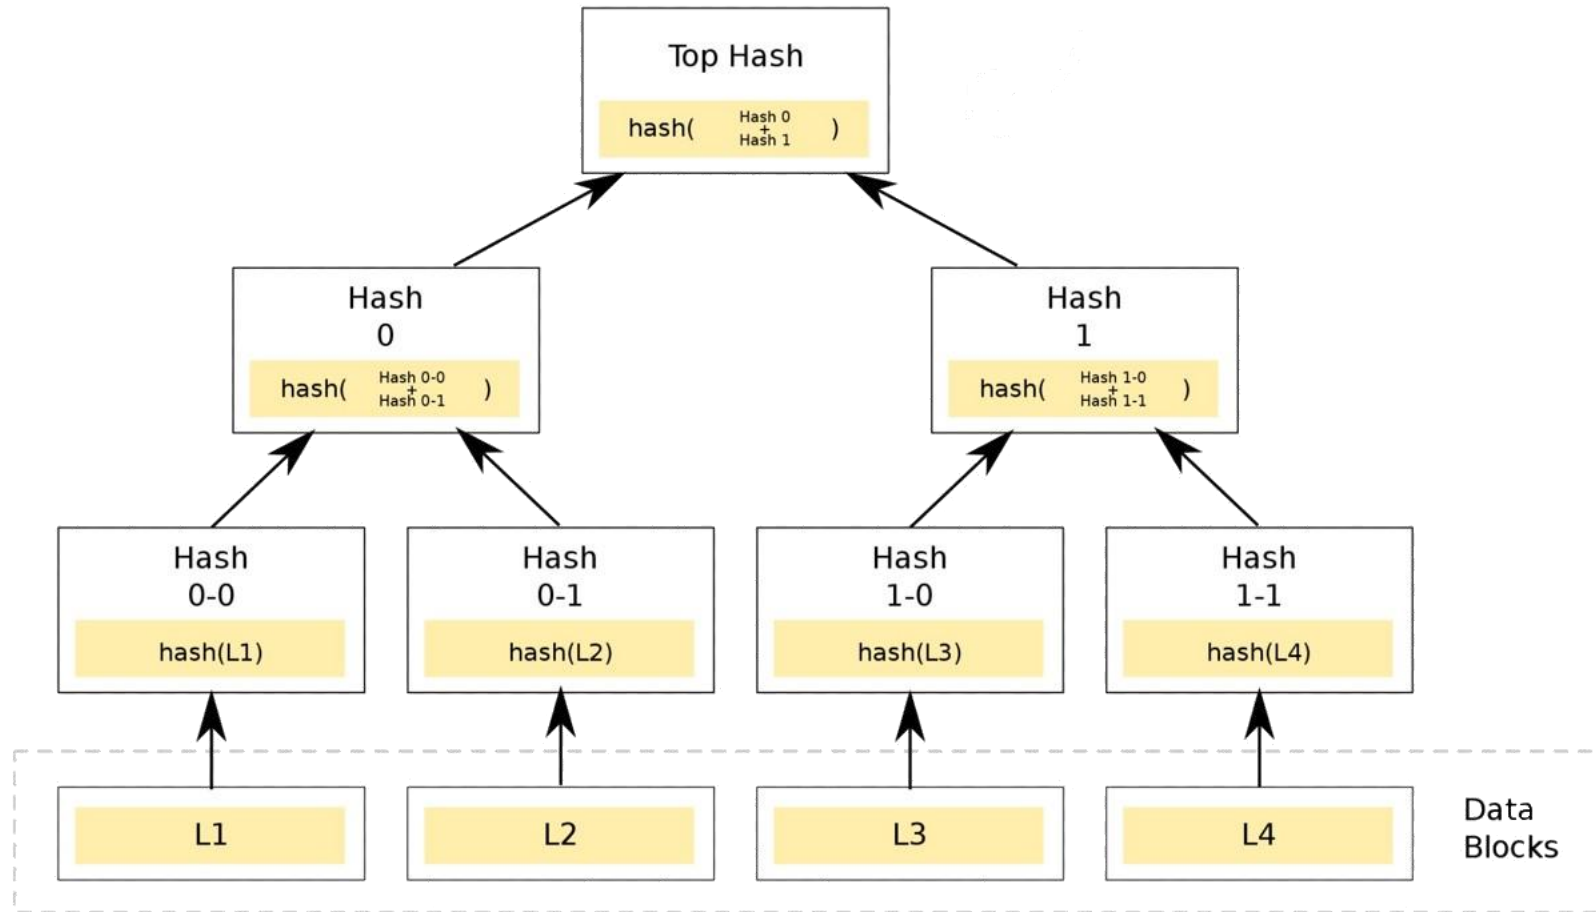 Top Hash
hash( Hash 0 + Hash 1 )
Hash
0
hash( Hash 0-0 + Hash 0-1 )
Hash
1
hash( Hash 1-0 + Hash 1-1 )
Hash
0-0
hash(L1)
Hash
0-1
hash(L2)
Hash
1-0
hash(L3)
Hash
1-1
hash(L4)
L1
L2
L3
L4
Data
Blocks